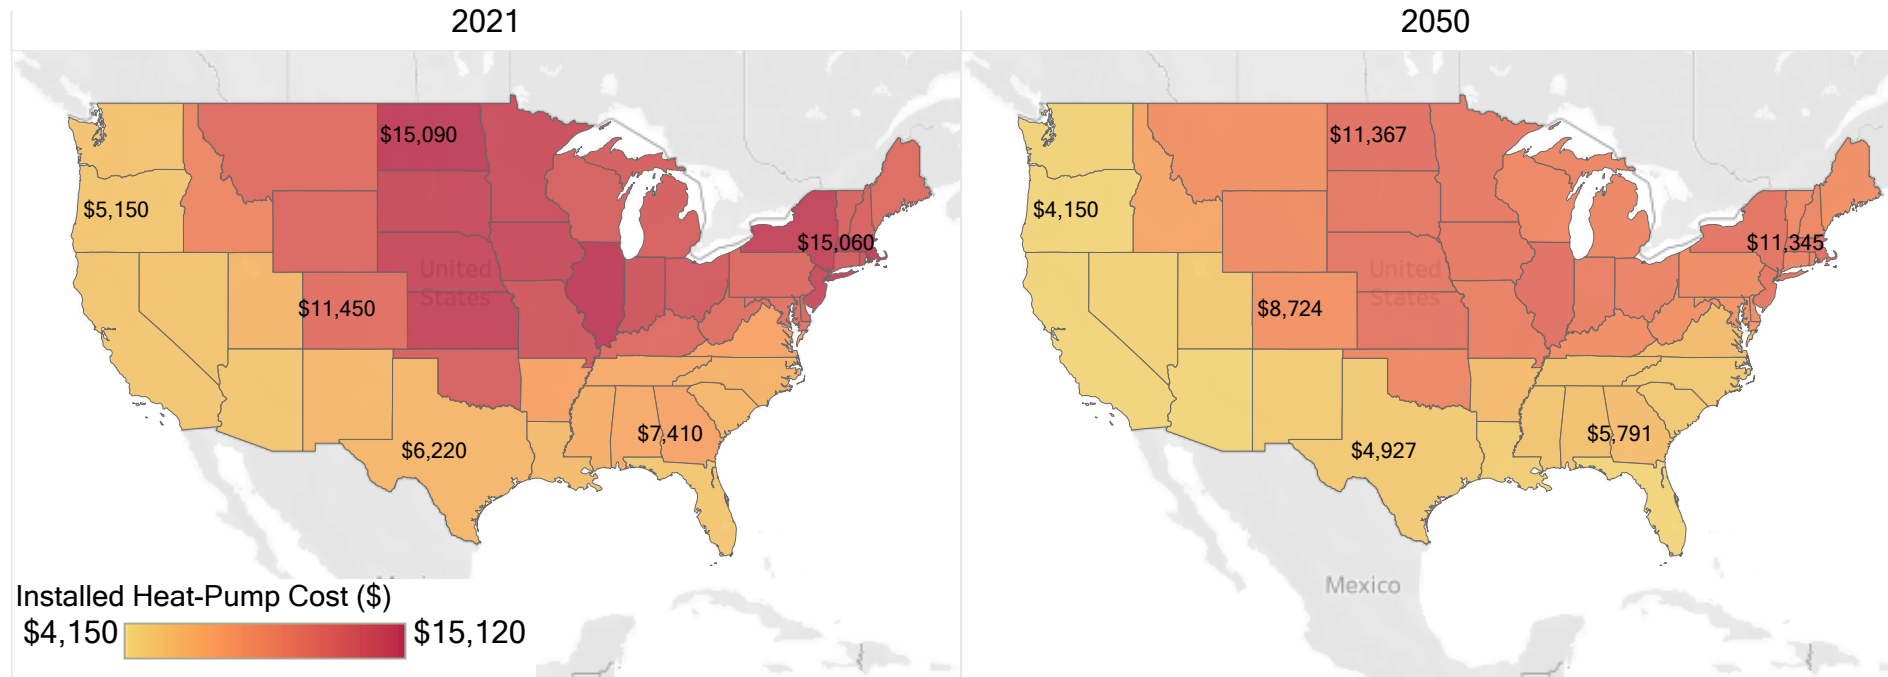 2021
2050
$15,090
$5,150
$15,060
United
States
$11,450
$7,410
$6,220
Installed Heat-Pump Cost ($)
$4,150
$15,120
$11,367
$4,150
$11,345
United
States
$8,724
$5,791
$4,927
Mexico